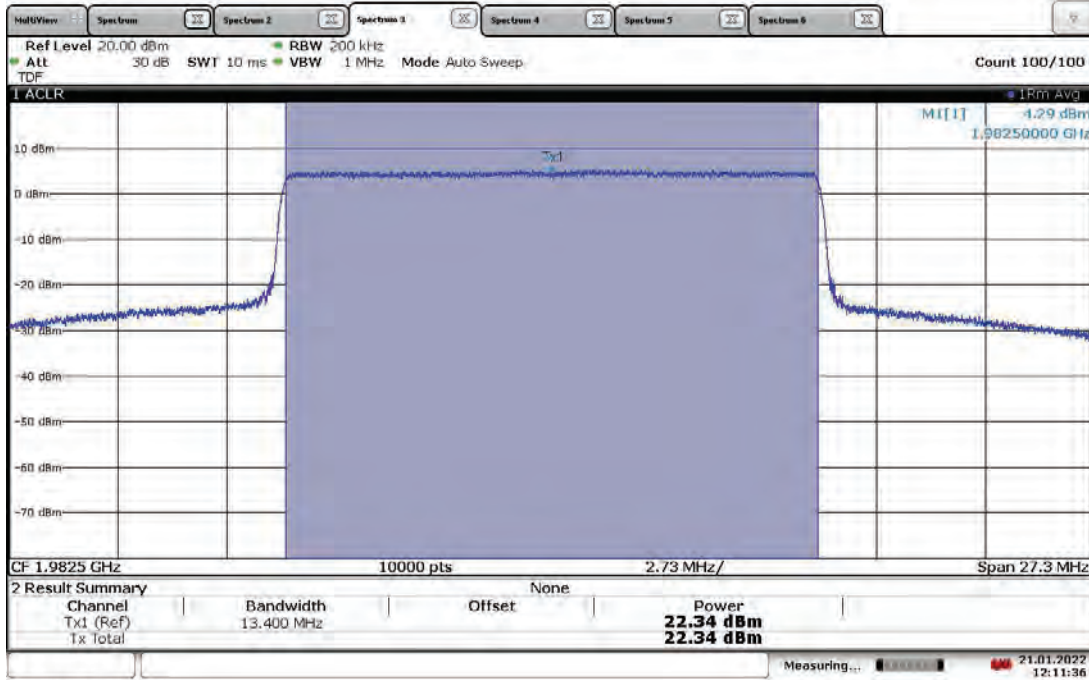 MultiView Spectrum Spectrum 2 Spectrum 3 Spectrum 4 Spectrum 5 Spectrum 6
Ref Level 20.00 dBm RBW 200 kHz
Att 30 dB SWT 10 ms VBW 1 MHz Mode Auto Sweep Count 100/100
TDF
1 ACLR 1Rm Avg
M1[1] 4.29 dBm
1.98250000 GHz
10 dBm
Tx1
0 dBm
-10 dBm
-20 dBm
-30 dBm
-40 dBm
-50 dBm
-60 dBm
-70 dBm
CF 1.9825 GHz 10000 pts 2.73 MHz/ Span 27.3 MHz
2 Result Summary None
Channel Bandwidth Offset Power
Tx1 (Ref) 13.400 MHz 22.34 dBm
Tx Total 22.34 dBm
Measuring... 21.01.2022
12:11:36